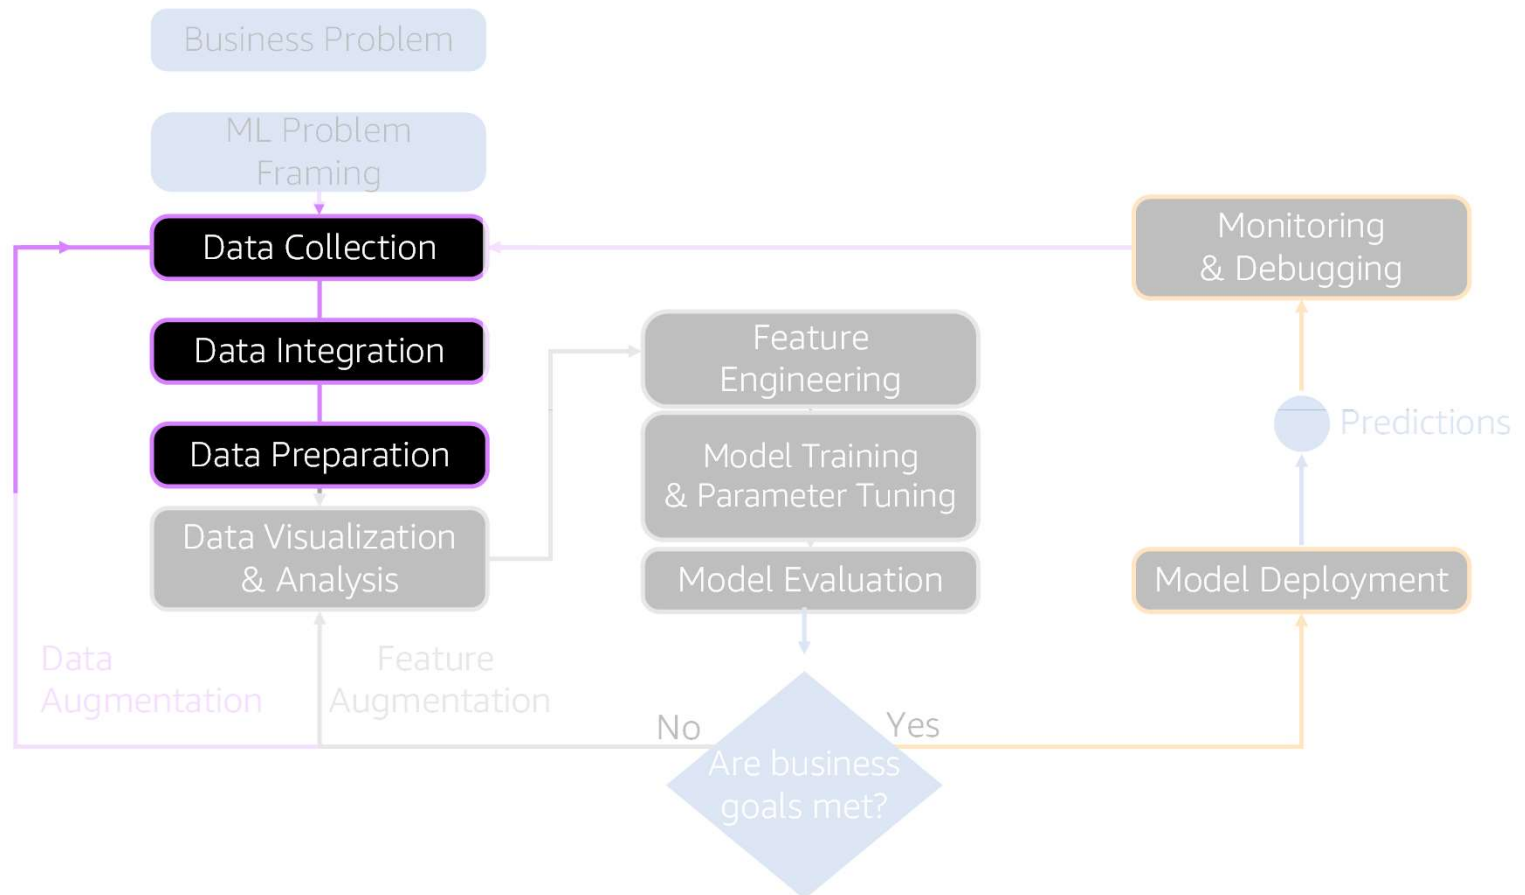 Business Problem
ML Problem
Framing
Data Collection
Data Integration
Data Preparation
Data Visualization
& Analysis
Data
Augmentation
Feature
Augmentation
Feature
Engineering
Model Training
& Parameter Tuning
Model Evaluation
No
Yes
Are business
goals met?
Monitoring
& Debugging
Predictions
Model Deployment